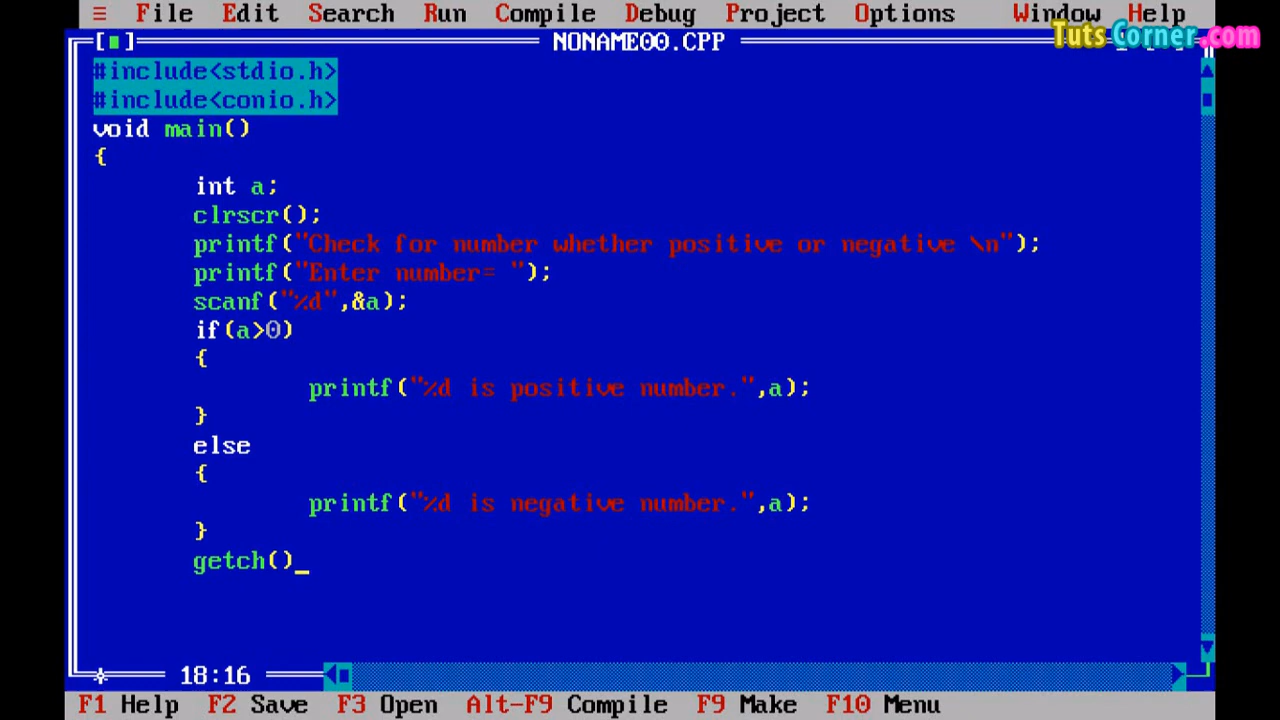 ≡ File Edit Search Run Compile Debug Project Options Window Help
TutsCorner.com
[■] NONAME00.CPP
#include<stdio.h>
#include<conio.h>
void main()
{
int a;
clrscr();
printf("Check for number whether positive or negative \n");
printf("Enter number= ");
scanf("%d",&a);
if(a>0)
{
printf("%d is positive number.",a);
}
else
{
printf("%d is negative number.",a);
}
getch()_
18:16
F1 Help F2 Save F3 Open Alt-F9 Compile F9 Make F10 Menu